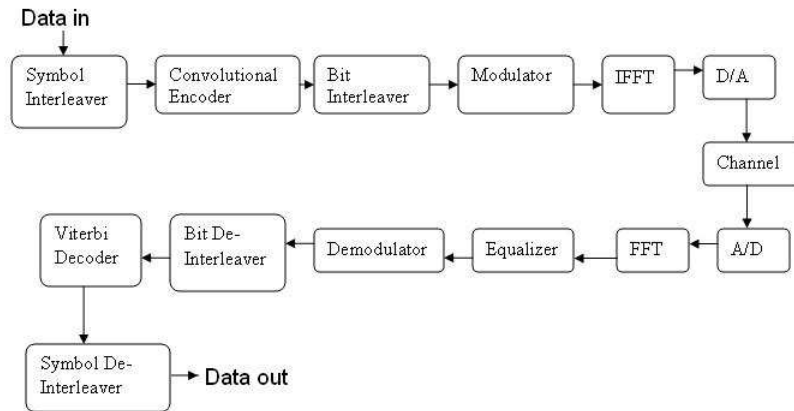 Data in
Symbol
Interleaver
Convolutional
Encoder
Bit
Interleaver
Modulator
IFFT
D/A
Channel
Viterbi
Decoder
Bit De-
Interleaver
Demodulator
Equalizer
FFT
A/D
Symbol De-
Interleaver
Data out